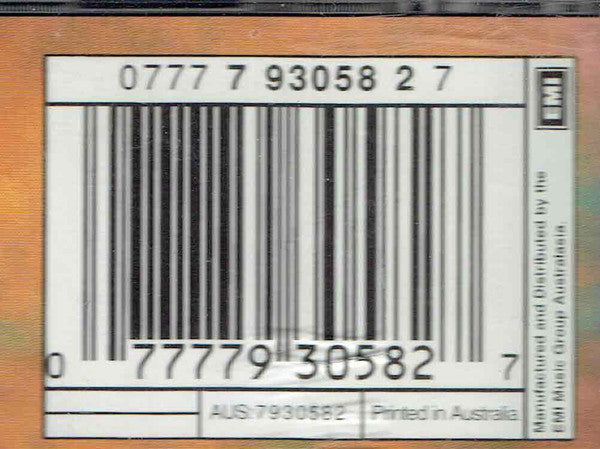 0777 7 93058 2 7
EMI
0 77779 30582 7
AUS:7930582
Printed in Australia
Manufactured and Distributed by the
EMI Music Group Australasia.